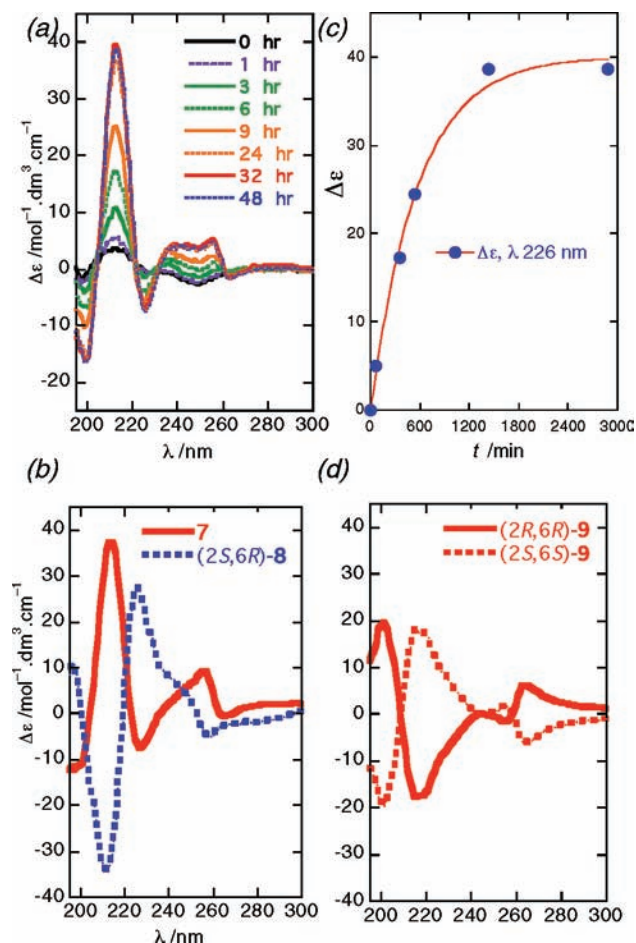 (a)
0 hr
1 hr
3 hr
6 hr
9 hr
24 hr
32 hr
48 hr
Δε /mol⁻¹.dm³.cm⁻¹
40
30
20
10
0
-10
-20
200 220 240 260 280 300
λ /nm
(c)
Δε
40
30
20
10
0
Δε, λ 226 nm
0 600 1200 1800 2400 3000
t /min
(b)
7
(2S,6R)-8
Δε /mol⁻¹.dm³.cm⁻¹
40
30
20
10
0
-10
-20
-30
-40
200 220 240 260 280 300
λ /nm
(d)
(2R,6R)-9
(2S,6S)-9
40
30
20
10
0
-10
-20
-30
-40
200 220 240 260 280 300